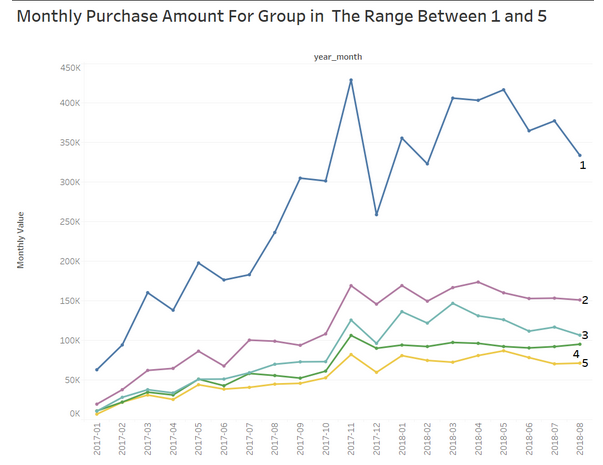 Monthly Purchase Amount For Group in The Range Between 1 and 5
year_month
Monthly Value
450K
400K
350K
300K
250K
200K
150K
100K
50K
0K
1
2
3
4
5
2017-01
2017-02
2017-03
2017-04
2017-05
2017-06
2017-07
2017-08
2017-09
2017-10
2017-11
2017-12
2018-01
2018-02
2018-03
2018-04
2018-05
2018-06
2018-07
2018-08